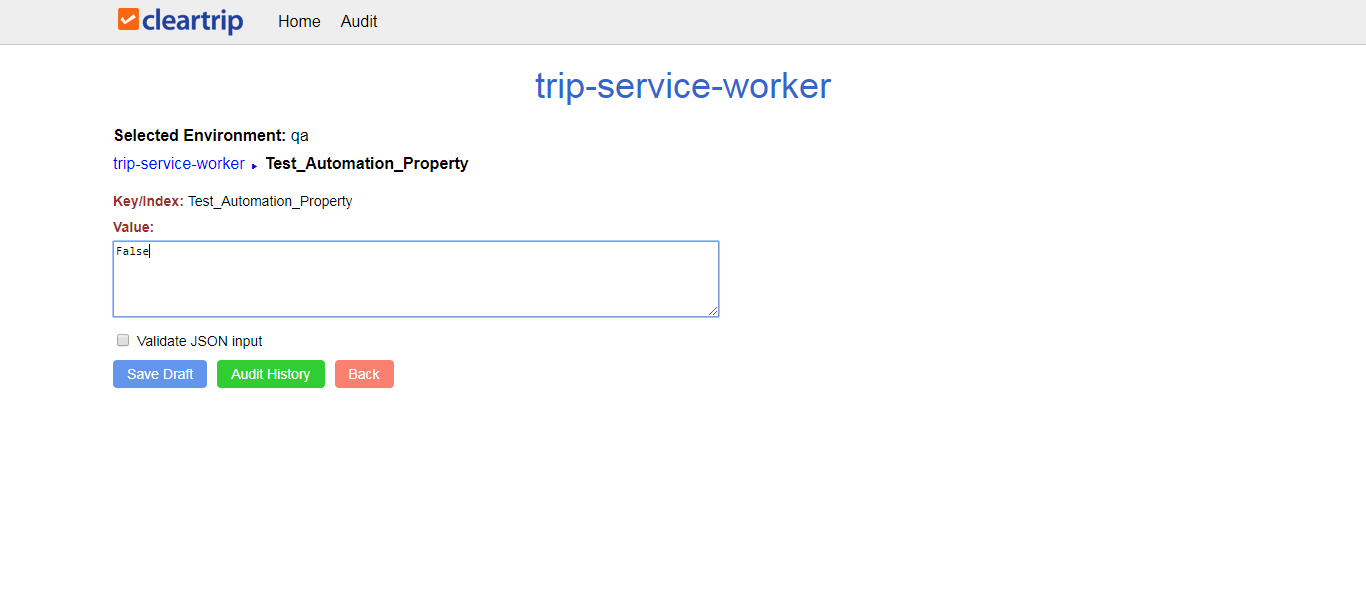 cleartrip Home Audit
trip-service-worker
Selected Environment: qa
trip-service-worker ▸ Test_Automation_Property
Key/Index: Test_Automation_Property
Value:
False
Validate JSON input
Save Draft Audit History Back